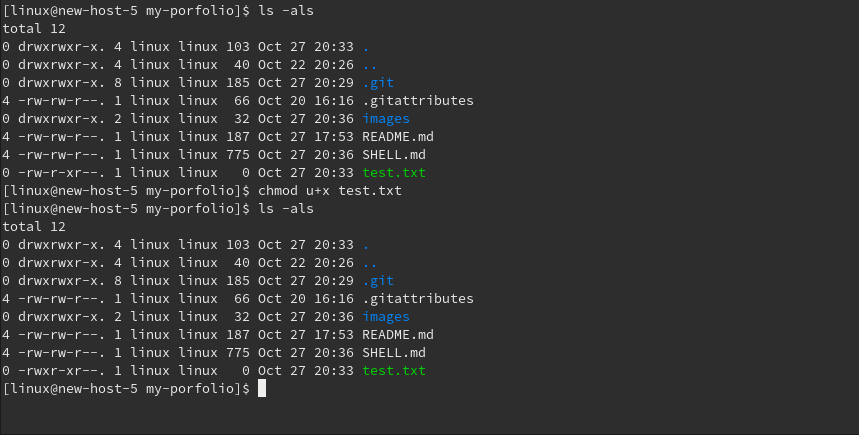 [linux@new-host-5 my-porfolio]$ ls -als
total 12
0 drwxrwxr-x. 4 linux linux 103 Oct 27 20:33 .
0 drwxrwxr-x. 4 linux linux  40 Oct 22 20:26 ..
0 drwxrwxr-x. 8 linux linux 185 Oct 27 20:29 .git
4 -rw-rw-r--. 1 linux linux  66 Oct 20 16:16 .gitattributes
0 drwxrwxr-x. 2 linux linux  32 Oct 27 20:36 images
4 -rw-rw-r--. 1 linux linux 187 Oct 27 17:53 README.md
4 -rw-rw-r--. 1 linux linux 775 Oct 27 20:36 SHELL.md
0 -rw-r-xr--. 1 linux linux   0 Oct 27 20:33 test.txt
[linux@new-host-5 my-porfolio]$ chmod u+x test.txt
[linux@new-host-5 my-porfolio]$ ls -als
total 12
0 drwxrwxr-x. 4 linux linux 103 Oct 27 20:33 .
0 drwxrwxr-x. 4 linux linux  40 Oct 22 20:26 ..
0 drwxrwxr-x. 8 linux linux 185 Oct 27 20:29 .git
4 -rw-rw-r--. 1 linux linux  66 Oct 20 16:16 .gitattributes
0 drwxrwxr-x. 2 linux linux  32 Oct 27 20:36 images
4 -rw-rw-r--. 1 linux linux 187 Oct 27 17:53 README.md
4 -rw-rw-r--. 1 linux linux 775 Oct 27 20:36 SHELL.md
0 -rwxr-xr--. 1 linux linux   0 Oct 27 20:33 test.txt
[linux@new-host-5 my-porfolio]$